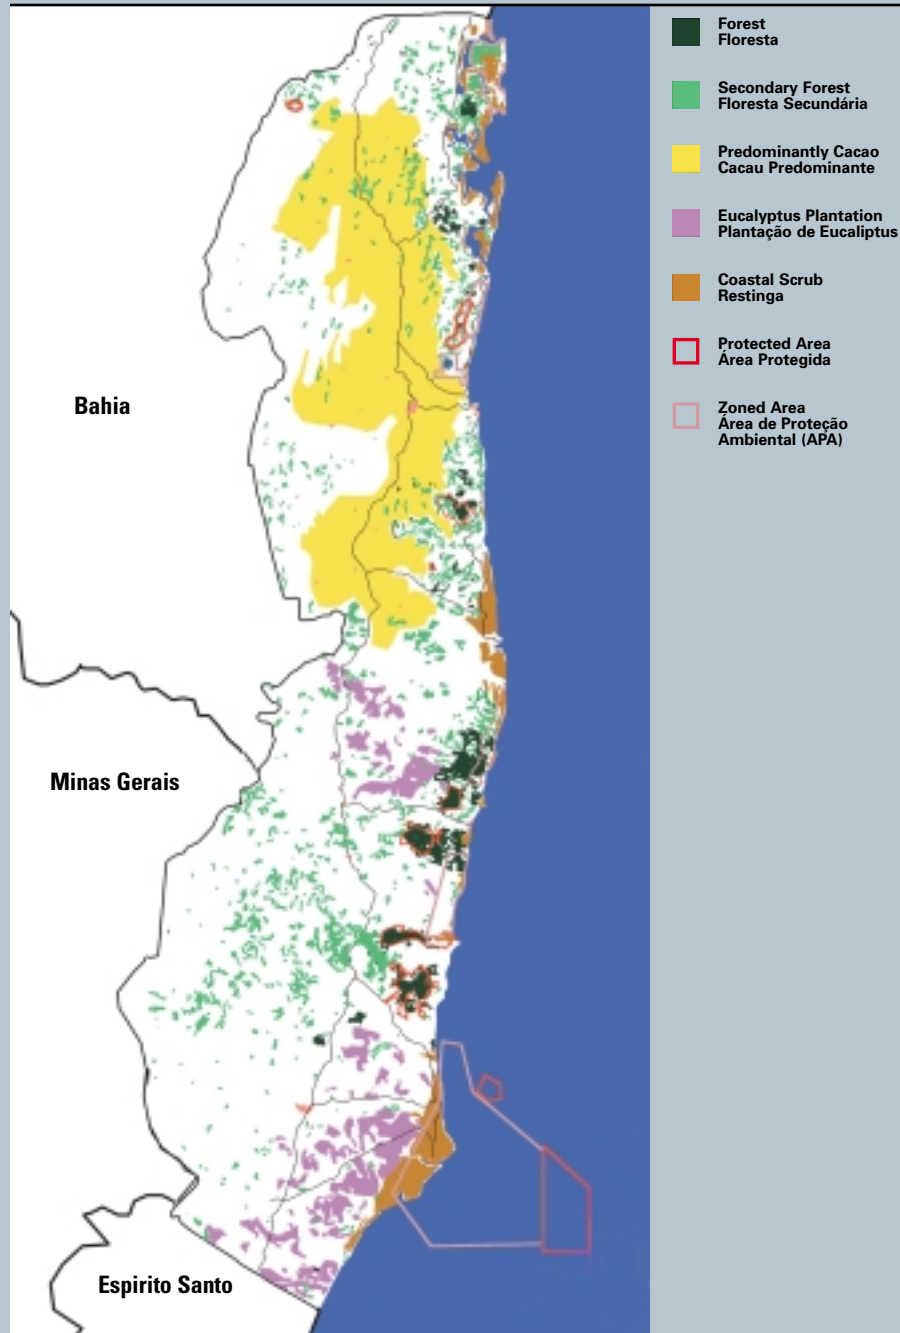 Forest
Floresta
Secondary Forest
Floresta Secundária
Predominantly Cacao
Cacau Predominante
Eucalyptus Plantation
Plantação de Eucaliptus
Coastal Scrub
Restinga
Protected Area
Área Protegida
Zoned Area
Área de Proteção
Ambiental (APA)
Bahia
Minas Gerais
Espirito Santo